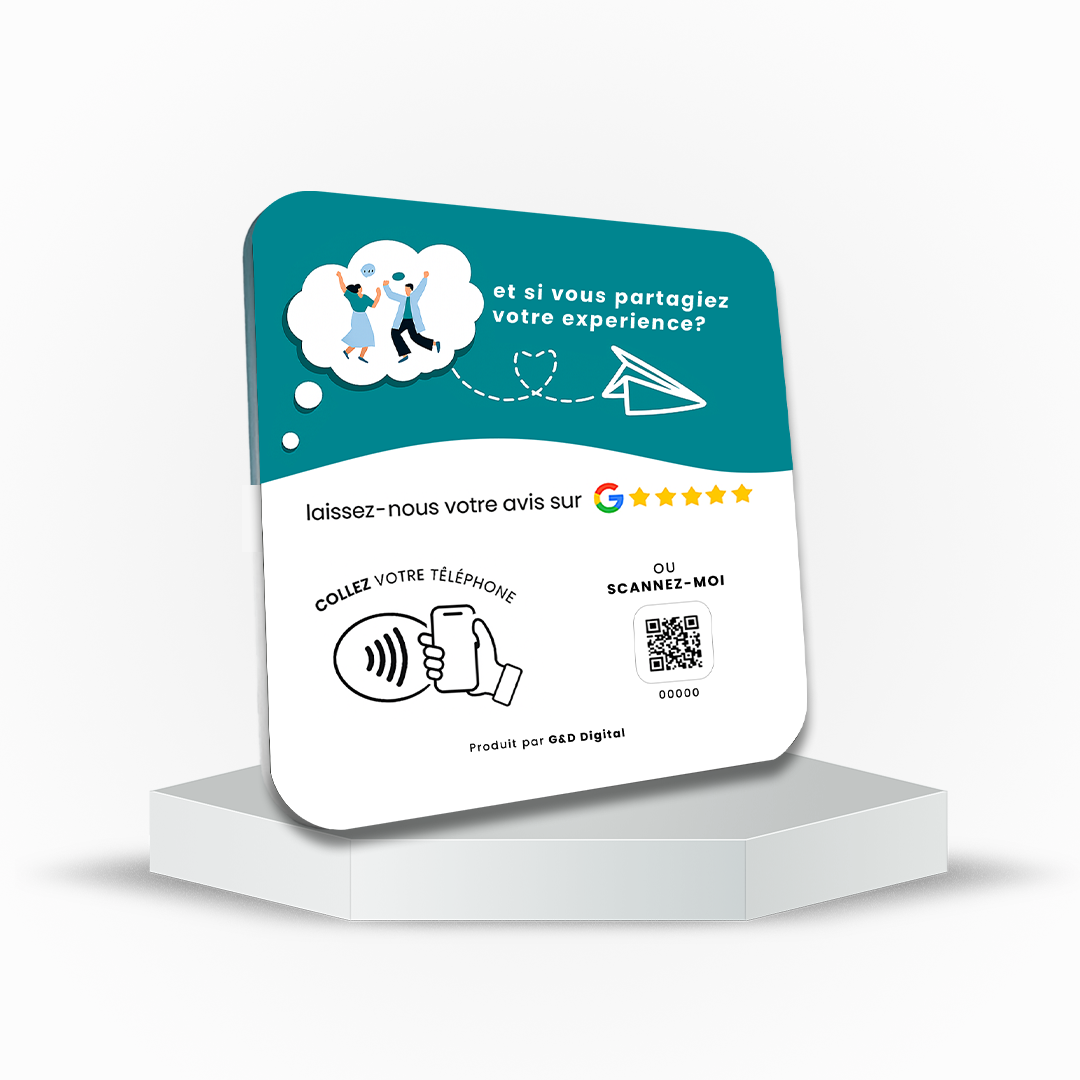 et si vous partagiez
votre experience?
laissez-nous votre avis sur G
COLLEZ VOTRE TÊLÉPHONE
OU
SCANNEZ-MOI
00000
Produit par G&D Digital